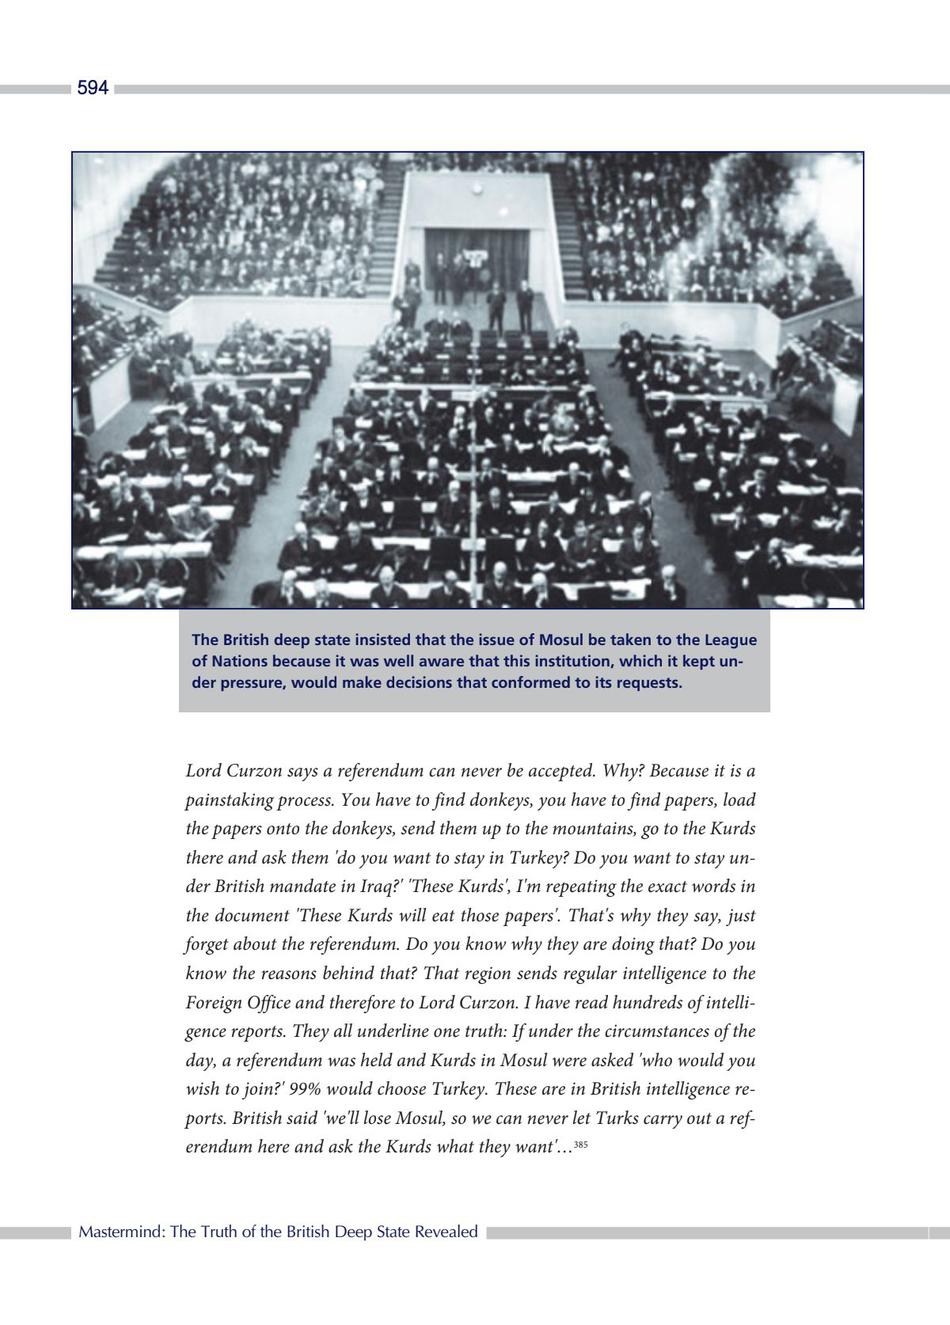 594
The British deep state insisted that the issue of Mosul be taken to the League
of Nations because it was well aware that this institution, which it kept un-
der pressure, would make decisions that conformed to its requests.
Lord Curzon says a referendum can never be accepted. Why? Because it is a
painstaking process. You have to find donkeys, you have to find papers, load
the papers onto the donkeys, send them up to the mountains, go to the Kurds
there and ask them 'do you want to stay in Turkey? Do you want to stay un-
der British mandate in Iraq?' 'These Kurds', I'm repeating the exact words in
the document 'These Kurds will eat those papers'. That's why they say, just
forget about the referendum. Do you know why they are doing that? Do you
know the reasons behind that? That region sends regular intelligence to the
Foreign Office and therefore to Lord Curzon. I have read hundreds of intelli-
gence reports. They all underline one truth: If under the circumstances of the
day, a referendum was held and Kurds in Mosul were asked 'who would you
wish to join?' 99% would choose Turkey. These are in British intelligence re-
ports. British said 'we'll lose Mosul, so we can never let Turks carry out a ref-
erendum here and ask the Kurds what they want'…385
Mastermind: The Truth of the British Deep State Revealed